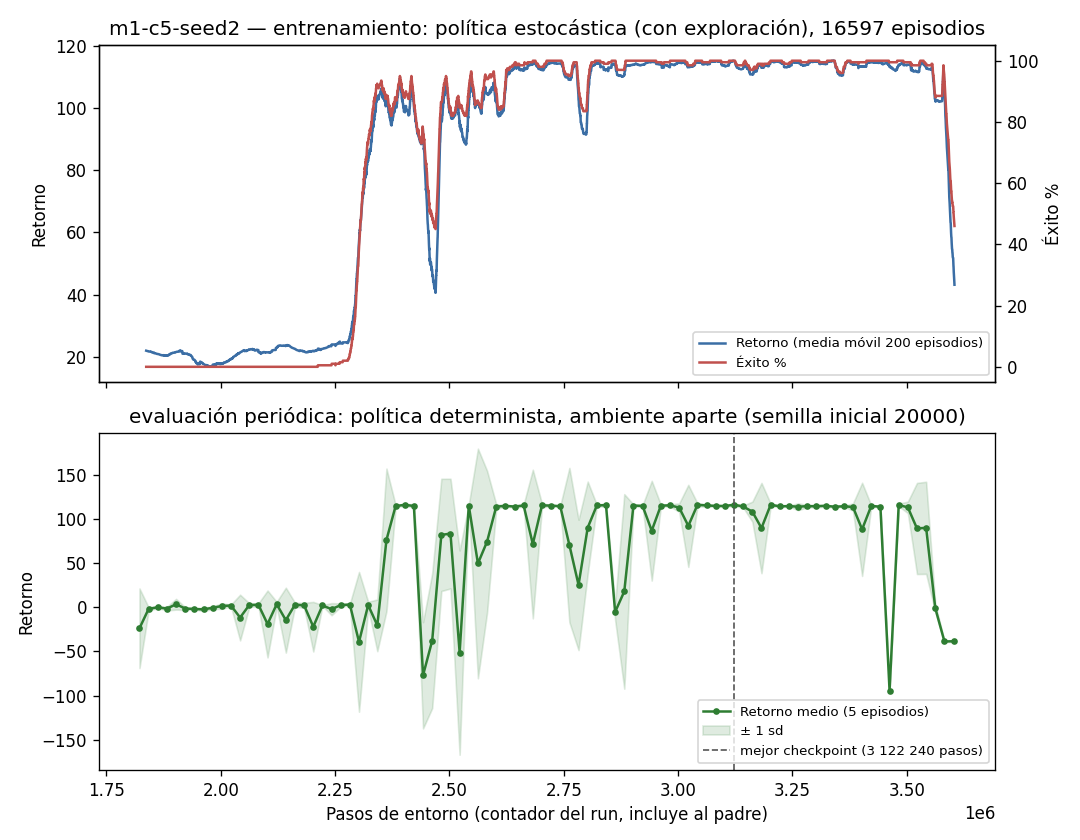 m1-c5-seed2 — entrenamiento: política estocástica (con exploración), 16597 episodios
120
100
80
60
40
20
Retorno
100
80
60
40
20
0
Éxito %
Retorno (media móvil 200 episodios)
Éxito %
evaluación periódica: política determinista, ambiente aparte (semilla inicial 20000)
150
100
50
0
−50
−100
−150
Retorno
Retorno medio (5 episodios)
± 1 sd
mejor checkpoint (3 122 240 pasos)
1.75 2.00 2.25 2.50 2.75 3.00 3.25 3.50
1e6
Pasos de entorno (contador del run, incluye al padre)